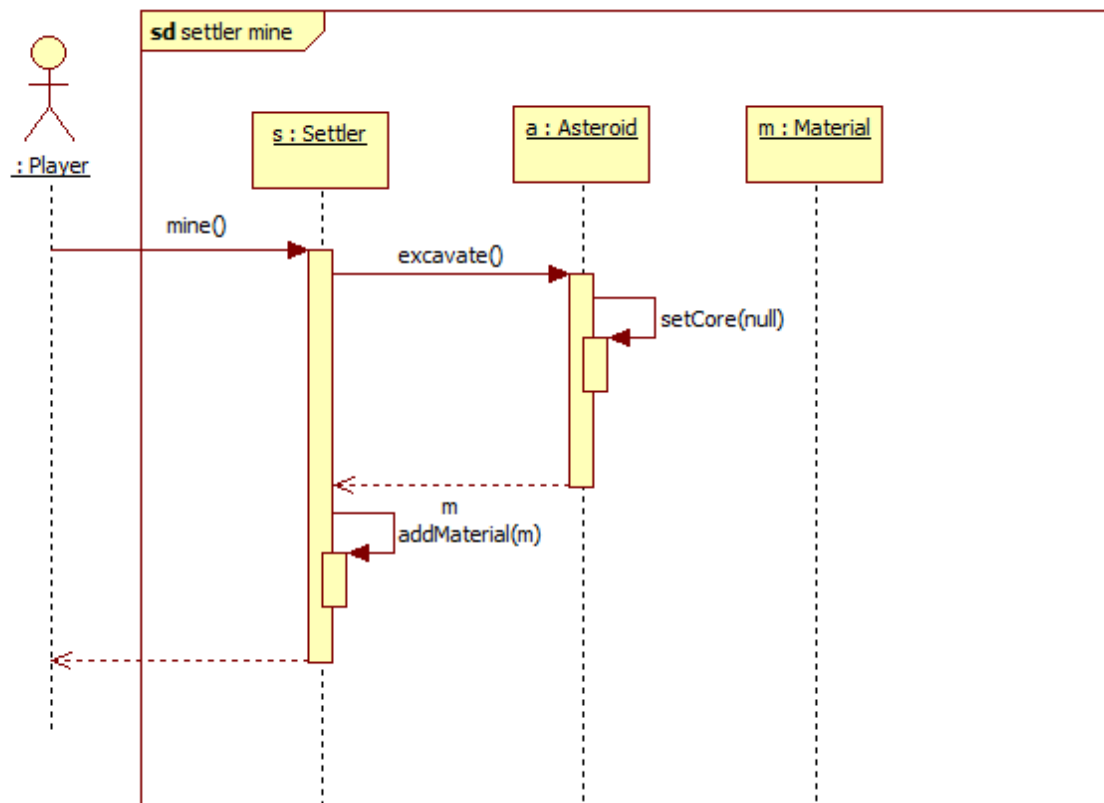 sd settler mine
: Player
s : Settler
a : Asteroid
m : Material
mine()
excavate()
setCore(null)
m
addMaterial(m)